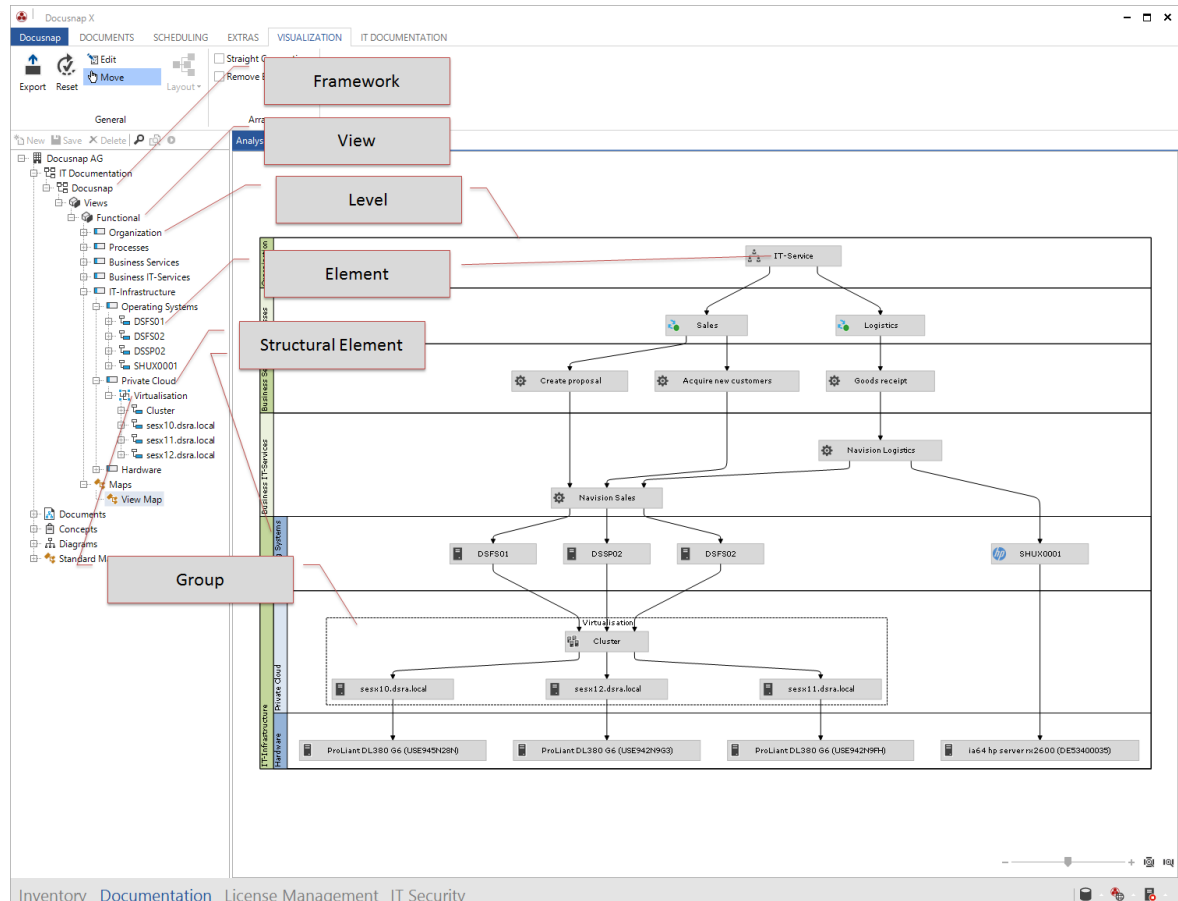 Docusnap X
Docusnap DOCUMENTS SCHEDULING EXTRAS VISUALIZATION IT DOCUMENTATION
Export
Reset
Edit
Move
Layout
General
Straight
Remove
Framework
View
Level
Element
Structural Element
Group
New Save Delete
Docusnap AG
IT Documentation
Docusnap
Views
Functional
Organization
Processes
Business Services
Business IT-Services
IT-Infrastructure
Operating Systems
DSFS01
DSFS02
DSSP02
SHUX0001
Private Cloud
Virtualisation
Cluster
sesx10.dsra.local
sesx11.dsra.local
sesx12.dsra.local
Hardware
Maps
View Map
Documents
Concepts
Diagrams
Standard
Analys
IT-Service
Sales
Logistics
Create proposal
Acquire new customers
Goods receipt
Business IT-Services
Navision Logistics
Navision Sales
IT-Infrastructure
Systems
DSFS01
DSSP02
DSFS02
SHUX0001
Private Cloud
Virtualisation
Cluster
sesx10.dsra.local
sesx12.dsra.local
sesx11.dsra.local
Hardware
ProLiant DL380 G6 (USE945N28N)
ProLiant DL380 G6 (USE942N9G3)
ProLiant DL380 G6 (USE942N9FH)
ia64 hp server rx2600 (DE53400035)
Inventory Documentation License Management IT Security